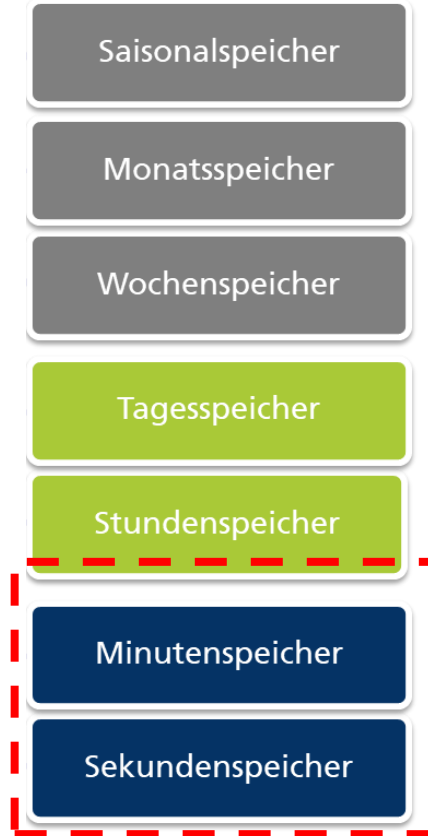 Saisonalspeicher
Monatsspeicher
Wochenspeicher
Tagesspeicher
Stundenspeicher
Minutenspeicher
Sekundenspeicher